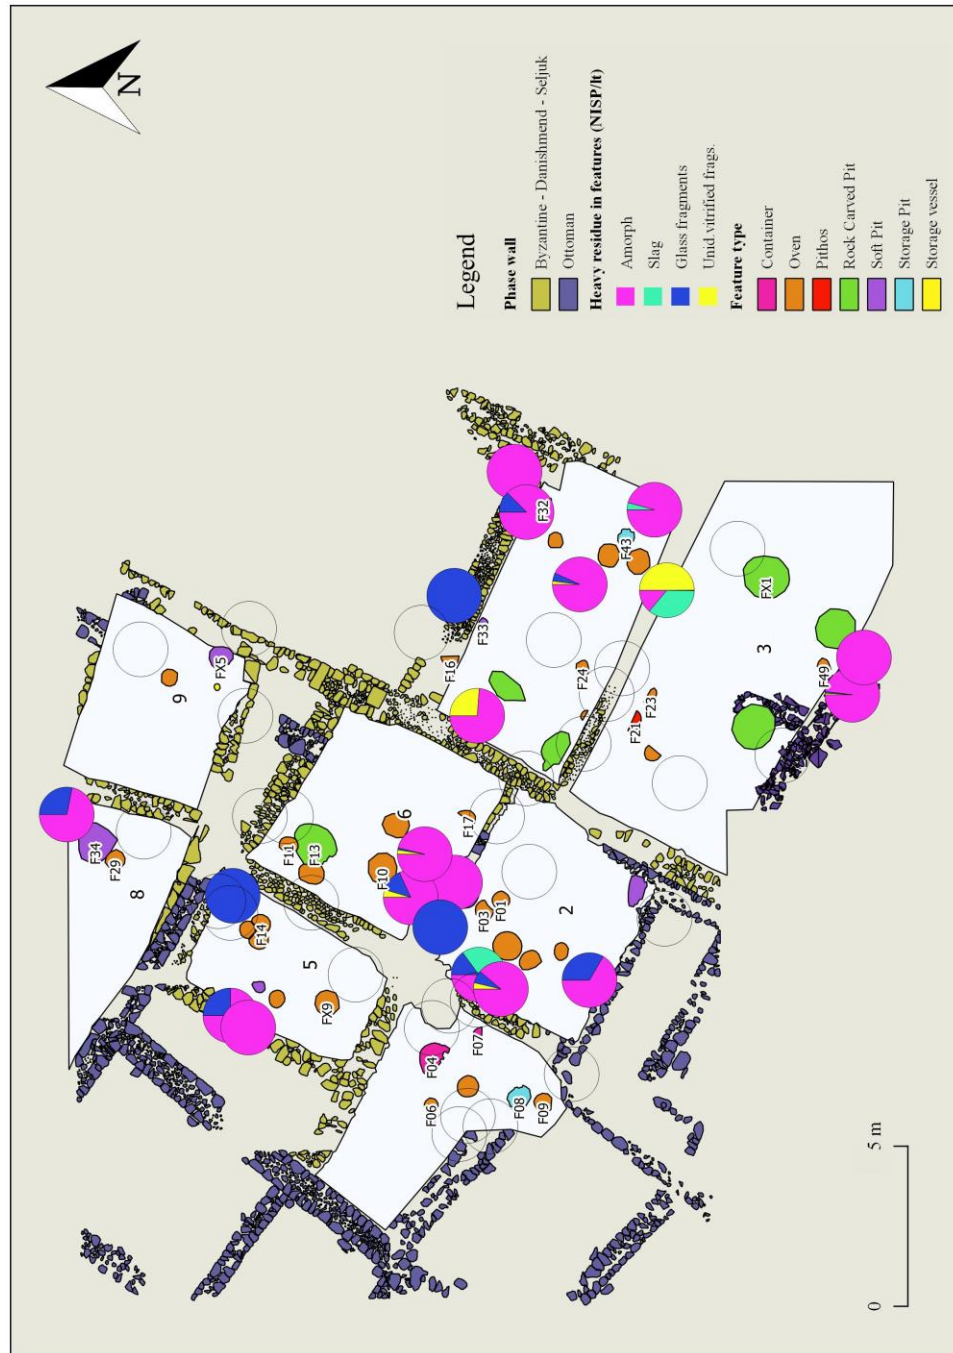 N
Legend
Phase wall
Byzantine - Danishmend - Seljuk
Ottoman
Heavy residue in features (NISP/lt)
Amorph
Slag
Glass fragments
Unid.vitrified frags.
Feature type
Container
Oven
Pithos
Rock Carved Pit
Soft Pit
Storage Pit
Storage vessel
F34
F29
8
9
FX5
F14
5
FX9
F11
F13
F10
6
F17
F16
F33
F32
F43
F24
F23
F21
3
FX1
F49
F03
F01
2
F04
F07
F06
F08
F09
0
5 m